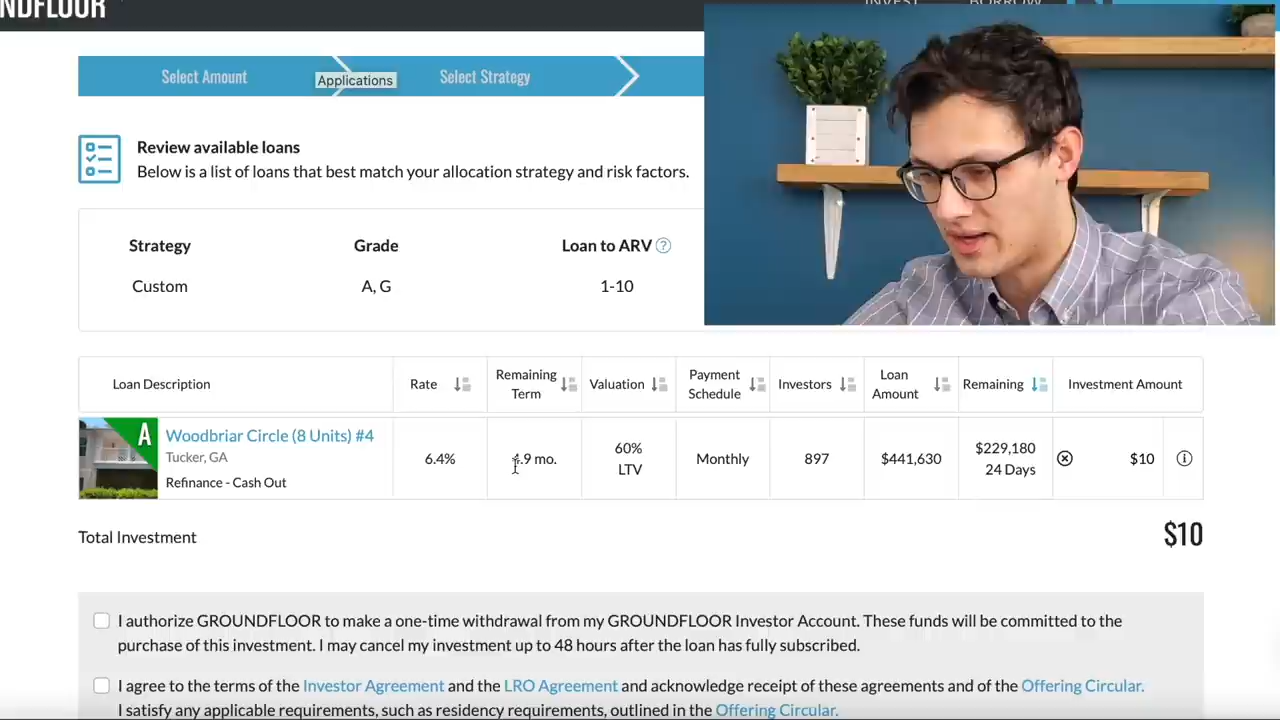 NDFLOOR
INVEST
BORROW
Select Amount
Applications
Select Strategy
Review available loans
Below is a list of loans that best match your allocation strategy and risk factors.
Strategy Grade Loan to ARV ?
Custom A, G 1-10
Loan Description Rate Remaining Term Valuation Payment Schedule Investors Loan Amount Remaining Investment Amount
A
Woodbriar Circle (8 Units) #4
Tucker, GA
Refinance - Cash Out
6.4%
4.9 mo.
60%
LTV
Monthly
897
$441,630
$229,180
24 Days
$10
Total Investment
$10
I authorize GROUNDFLOOR to make a one-time withdrawal from my GROUNDFLOOR Investor Account. These funds will be committed to the
purchase of this investment. I may cancel my investment up to 48 hours after the loan has fully subscribed.
I agree to the terms of the Investor Agreement and the LRO Agreement and acknowledge receipt of these agreements and of the Offering Circular.
I satisfy any applicable requirements, such as residency requirements, outlined in the Offering Circular.